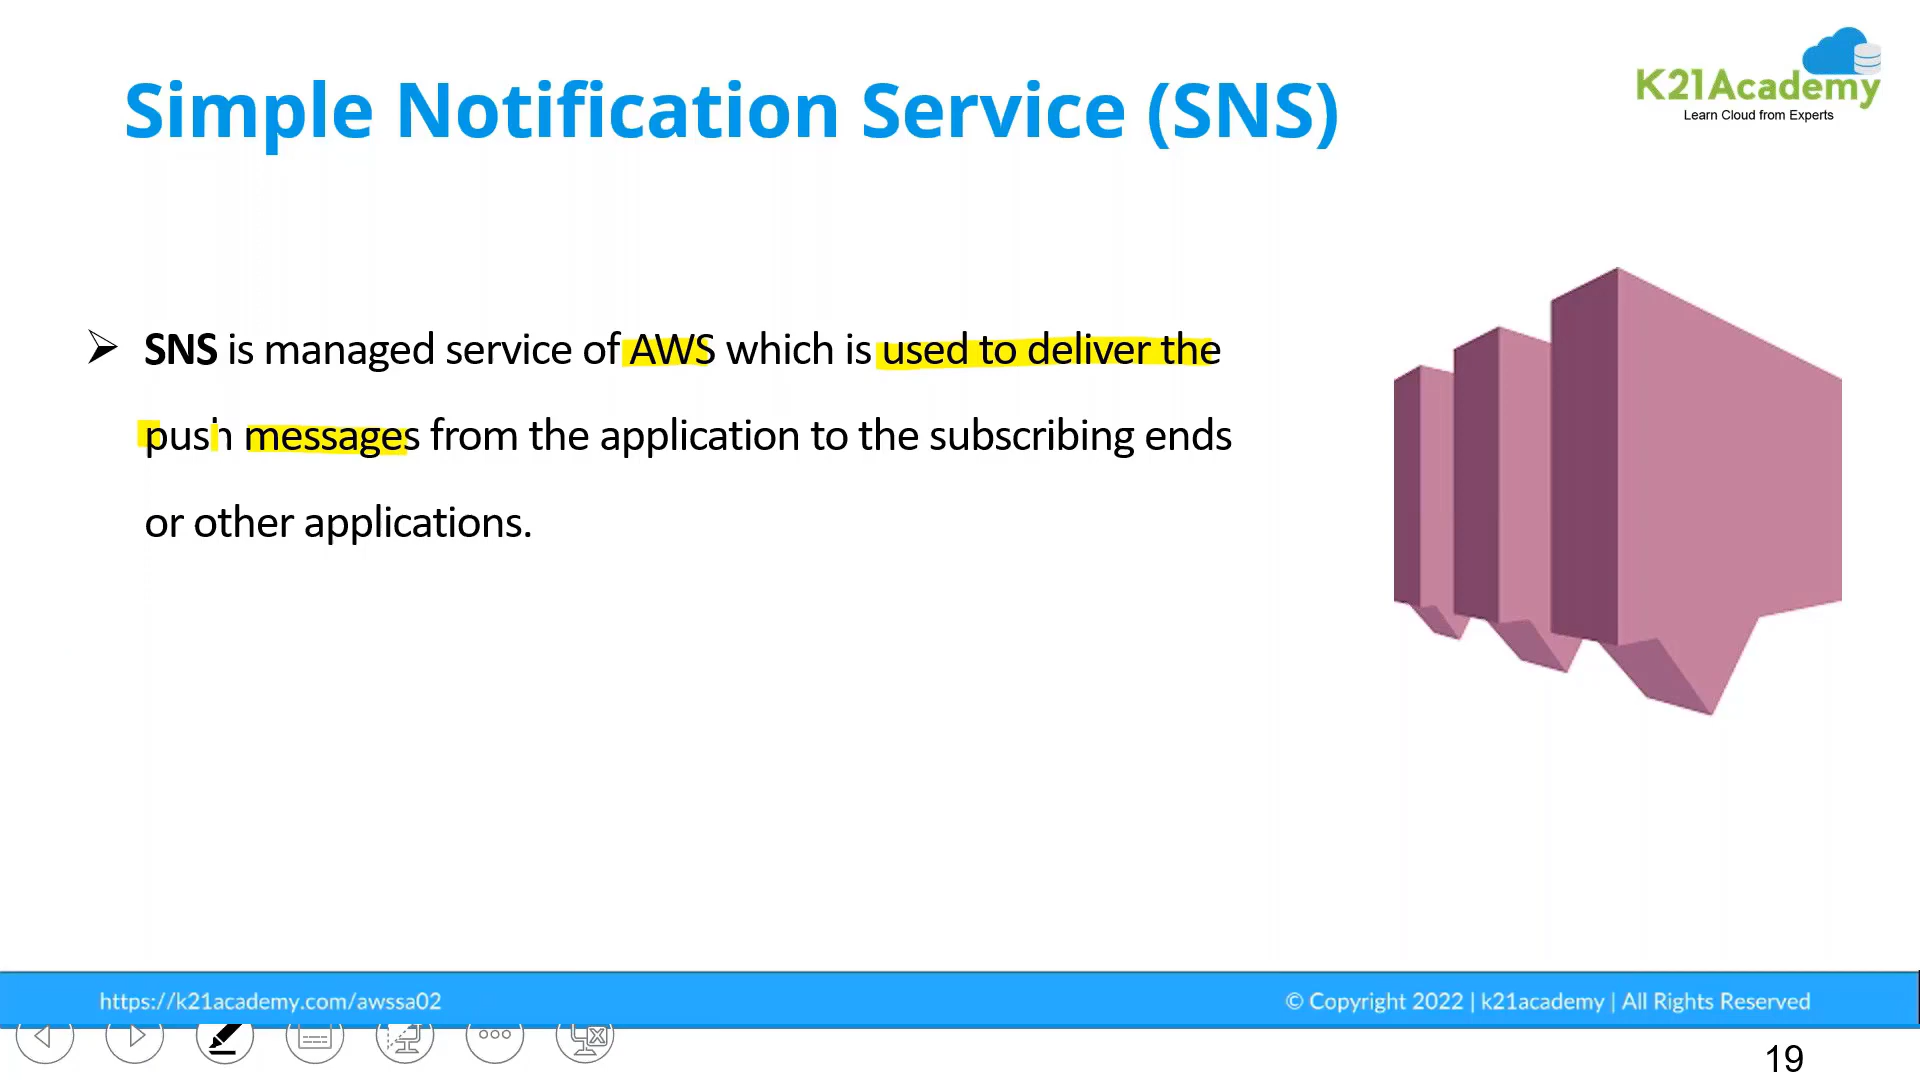 Simple Notification Service (SNS)
K21Academy
Learn Cloud from Experts
SNS is managed service of AWS which is used to deliver the
push messages from the application to the subscribing ends
or other applications.
https://k21academy.com/awssa02
© Copyright 2022 | k21academy | All Rights Reserved
19